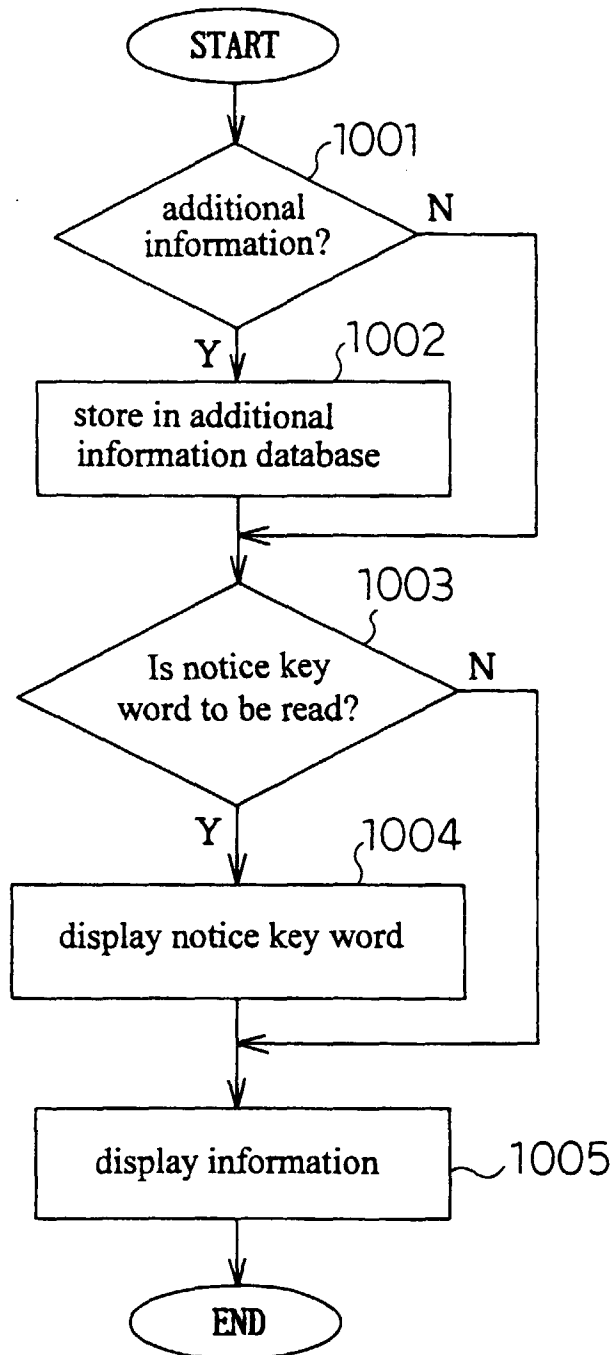 START
1001
additional
information?
N
Y
1002
store in additional
information database
1003
Is notice key
word to be read?
N
Y
1004
display notice key word
display information
1005
END